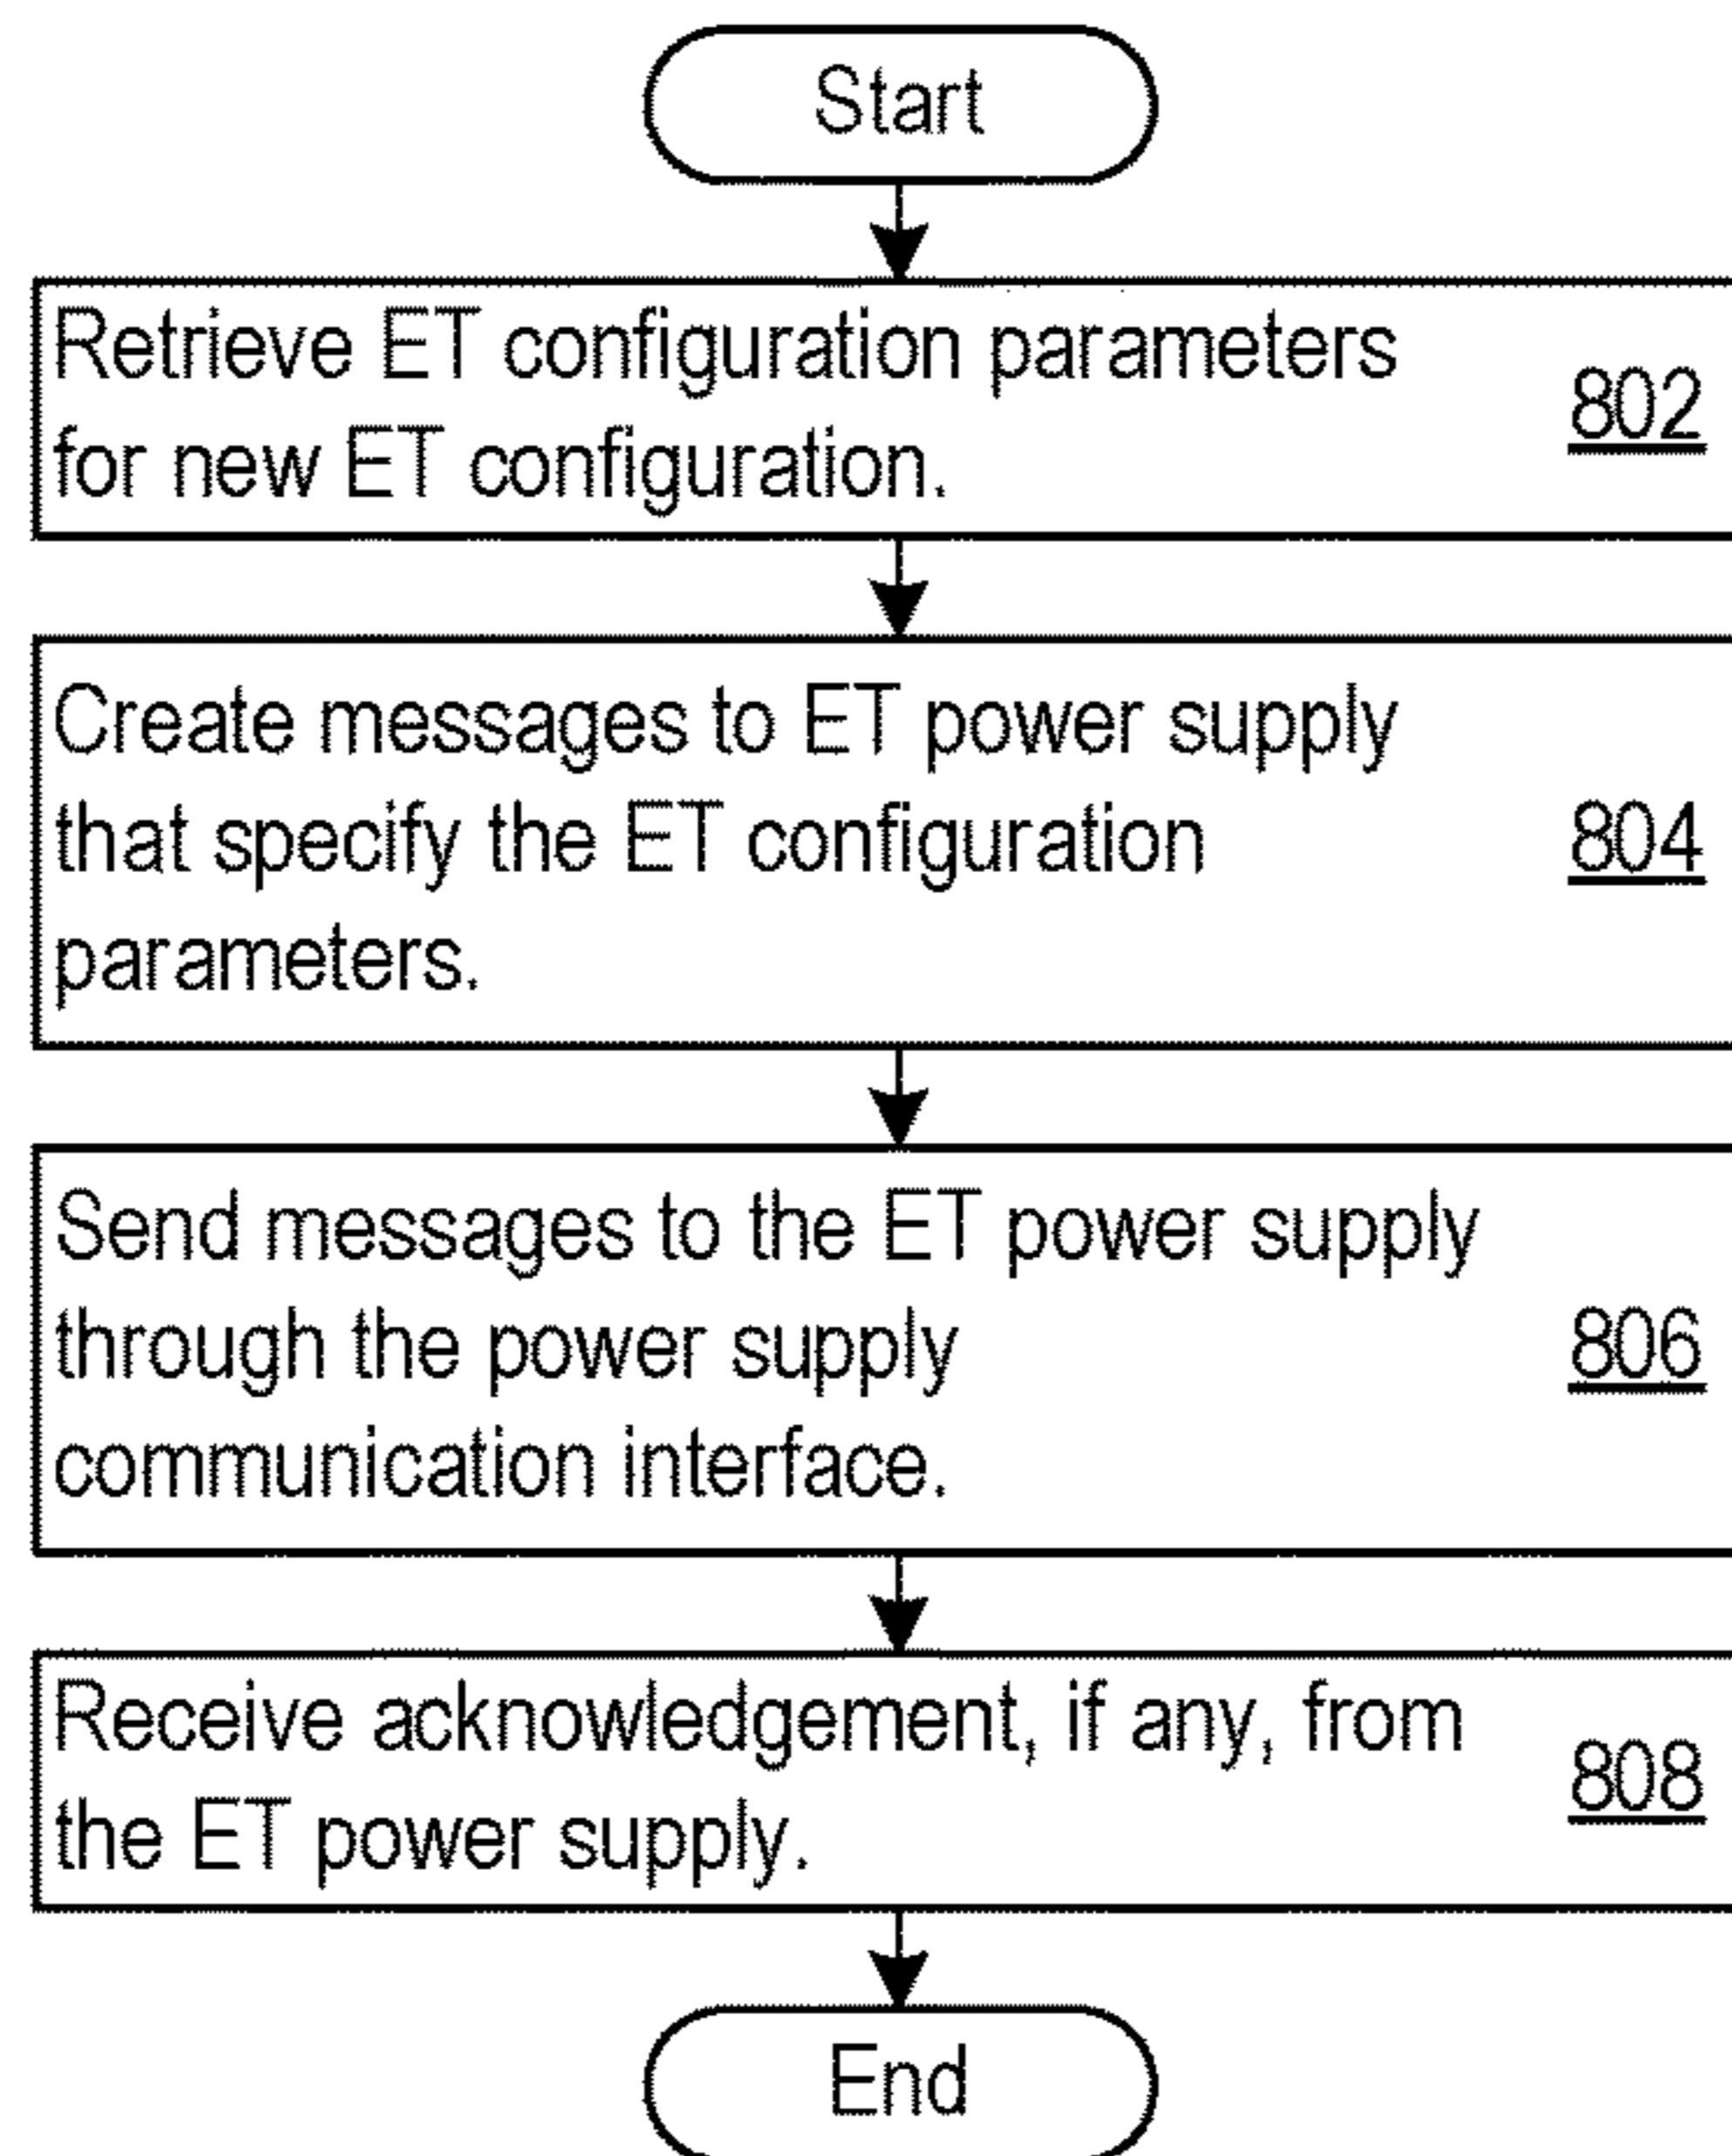 Start
Retrieve ET configuration parameters
for new ET configuration.
802
Create messages to ET power supply
that specify the ET configuration
parameters.
804
Send messages to the ET power supply
through the power supply
communication interface.
806
Receive acknowledgement, if any, from
the ET power supply.
808
End